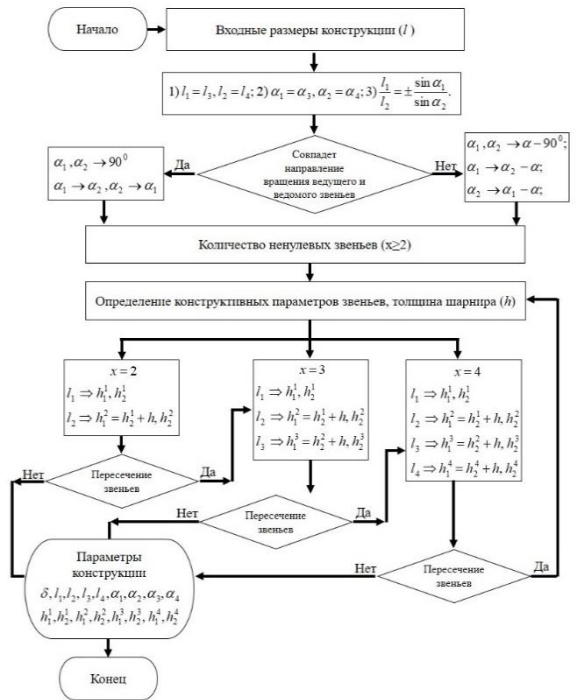 Начало
Входные размеры конструкции (l )
1) l₁ = l₃, l₂ = l₄; 2) α₁ = α₃, α₂ = α₄; 3) l₁/l₂ = ± sin α₁/sin α₂.
Совпадет
направление
вращения ведущего и
ведомого звеньев
Да
Нет
α₁ ,α₂ → 90⁰
α₁ → α₂ ,α₂ → α₁
α₁ ,α₂ → α − 90⁰;
α₁ → α₂ − α;
α₂ → α₁ − α;
Количество ненулевых звеньев (x≥2)
Определение конструктивных параметров звеньев, толщина шарнира (h)
x = 2
l₁ ⇒ h₁¹, h₂¹
l₂ ⇒ h₁² = h₂¹ + h, h₂²
x = 3
l₁ ⇒ h₁¹, h₂¹
l₂ ⇒ h₁² = h₂¹ + h, h₂²
l₃ ⇒ h₁³ = h₂² + h, h₂³
x = 4
l₁ ⇒ h₁¹, h₂¹
l₂ ⇒ h₁² = h₂¹ + h, h₂²
l₃ ⇒ h₁³ = h₂² + h, h₂³
l₄ ⇒ h₁⁴ = h₂³ + h, h₂⁴
Нет
Пересечение
звеньев
Да
Нет
Пересечение
звеньев
Да
Нет
Пересечение
звеньев
Да
Параметры
конструкции
δ, l₁, l₂, l₃, l₄, α₁, α₂, α₃, α₄
h₁¹, h₂¹, h₁², h₂², h₁³, h₂³, h₁⁴, h₂⁴
Конец